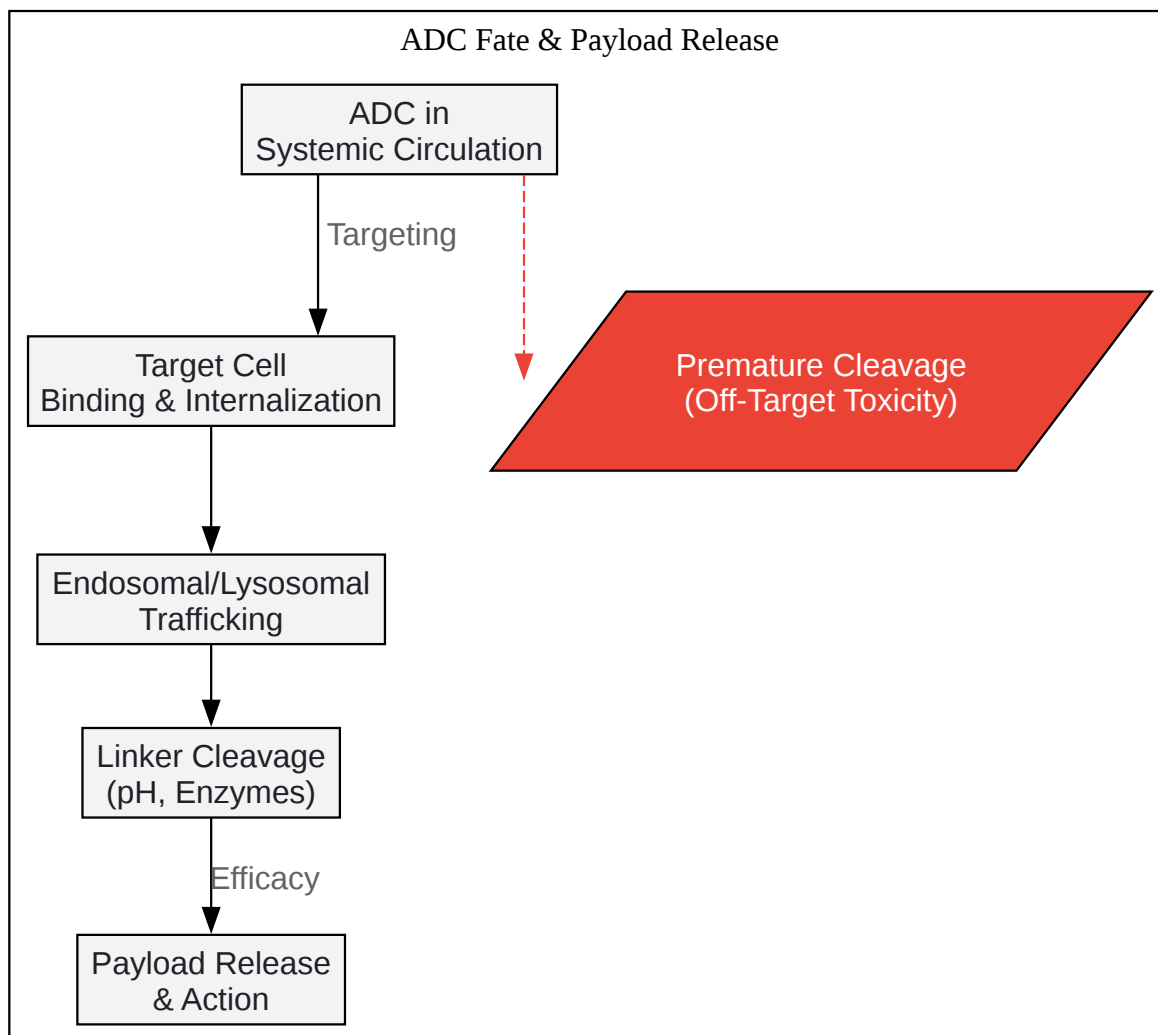 ADC Fate & Payload Release
ADC in
Systemic Circulation
Targeting
Target Cell
Binding & Internalization
Premature Cleavage
(Off-Target Toxicity)
Endosomal/Lysosomal
Trafficking
Linker Cleavage
(pH, Enzymes)
Efficacy
Payload Release
& Action